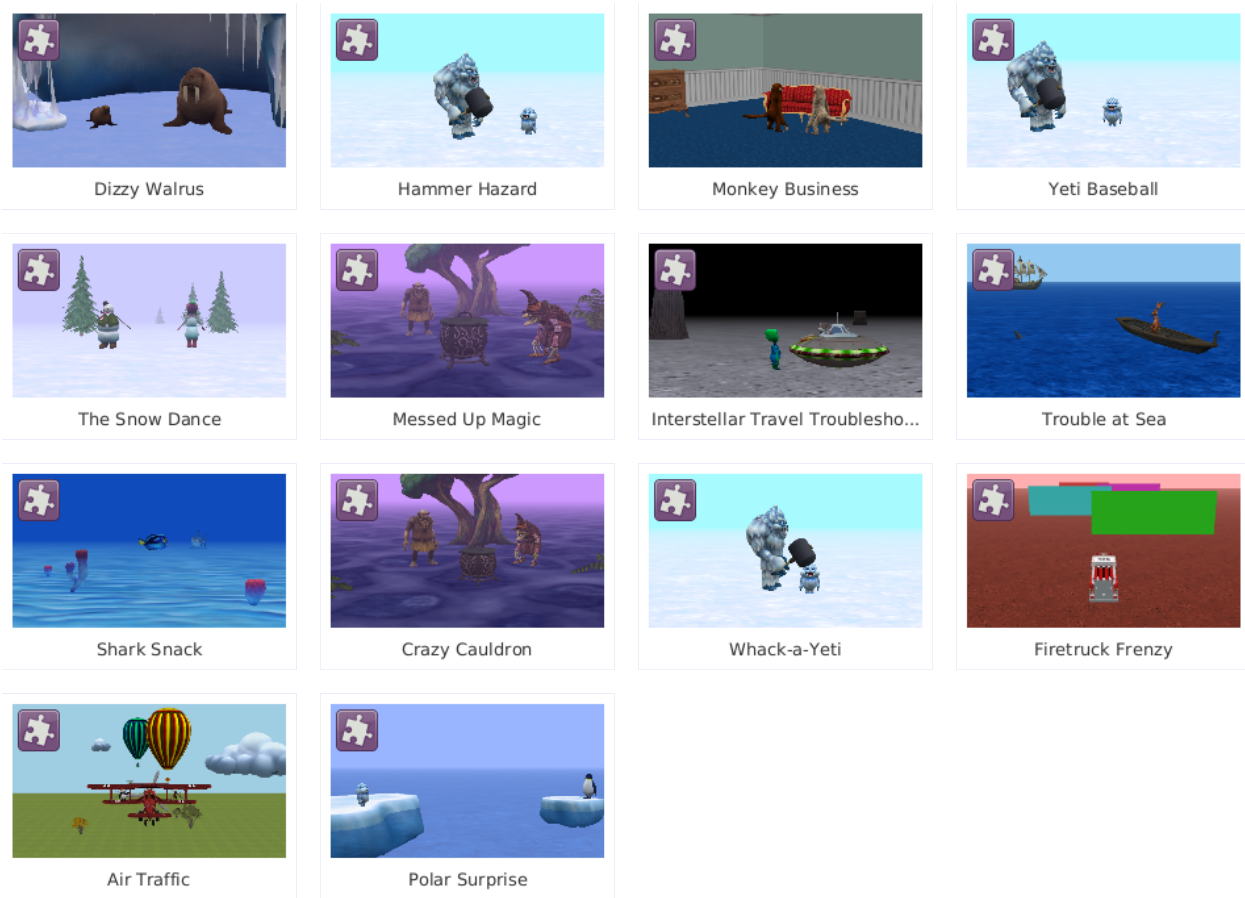 Dizzy Walrus
Hammer Hazard
Monkey Business
Yeti Baseball
The Snow Dance
Messed Up Magic
Interstellar Travel Troublesho...
Trouble at Sea
Shark Snack
Crazy Cauldron
Whack-a-Yeti
Firetruck Frenzy
Air Traffic
Polar Surprise